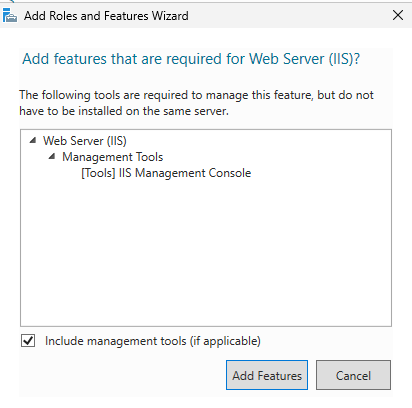 Add Roles and Features Wizard
Add features that are required for Web Server (IIS)?
The following tools are required to manage this feature, but do not
have to be installed on the same server.
Web Server (IIS)
Management Tools
[Tools] IIS Management Console
Include management tools (if applicable)
Add Features
Cancel